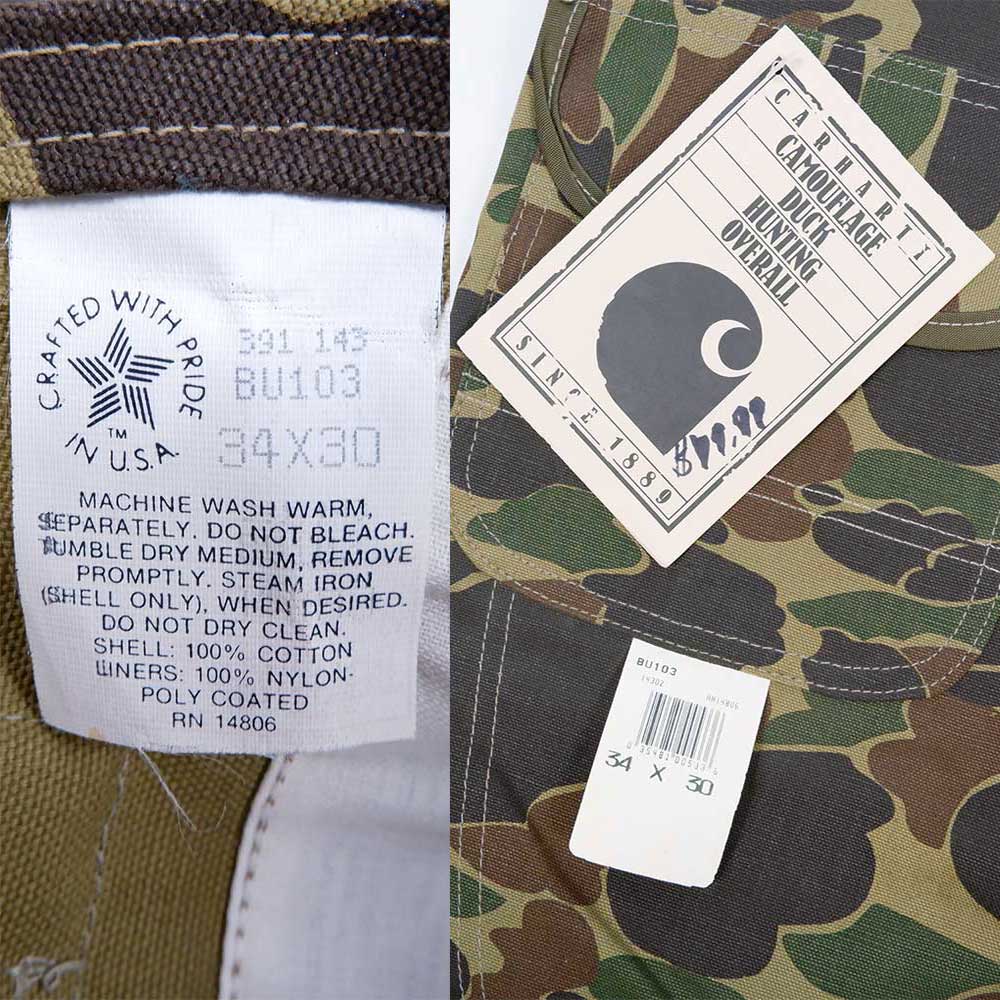 CRAFTED WITH PRIDE
IN U.S.A.
TM
391 143
BU103
34X30
MACHINE WASH WARM,
SEPARATELY. DO NOT BLEACH.
TUMBLE DRY MEDIUM, REMOVE
PROMPTLY. STEAM IRON
(SHELL ONLY), WHEN DESIRED.
DO NOT DRY CLEAN.
SHELL: 100% COTTON
LINERS: 100% NYLON-
POLY COATED
RN 14806
CARHARTT
CAMOUFLAGE
DUCK
HUNTING
OVERALL
SINCE 1889
BU103
RN14806
34 X 30